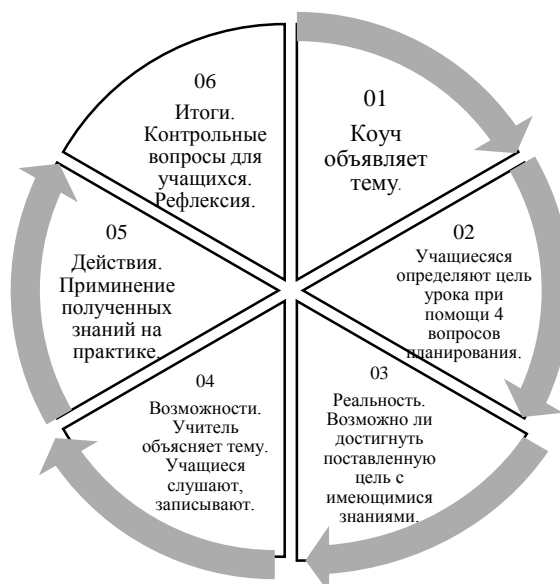 01
Коуч
объявляет
тему.
02
Учащиесяся
определяют цель
урока при
помощи 4
вопросов
планирования.
03
Реальность.
Возможно ли
достигнуть
поставленную
цель с
имеющимися
знаниями.
04
Возможности.
Учитель
объясняет тему.
Учащиеся
слушают,
записывают.
05
Действия.
Приминение
полученных
знаний на
практике.
06
Итоги.
Контрольные
вопросы для
учащихся.
Рефлексия.